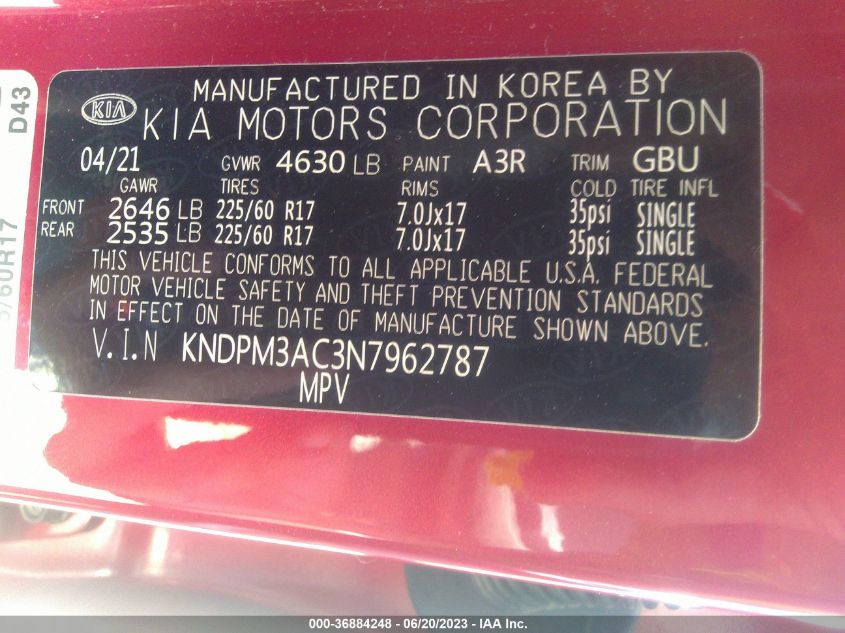 D43
5/60R17
KIA
MANUFACTURED IN KOREA BY
KIA MOTORS CORPORATION
04/21 GVWR 4630 LB PAINT A3R TRIM GBU
GAWR TIRES RIMS COLD TIRE INFL
FRONT 2646 LB 225/60 R17 7.0Jx17 35psi SINGLE
REAR 2535 LB 225/60 R17 7.0Jx17 35psi SINGLE
THIS VEHICLE CONFORMS TO ALL APPLICABLE U.S.A. FEDERAL
MOTOR VEHICLE SAFETY AND THEFT PREVENTION STANDARDS
IN EFFECT ON THE DATE OF MANUFACTURE SHOWN ABOVE.
V.I.N KNDPM3AC3N7962787
MPV
000-36884248 - 06/20/2023 - IAA Inc.